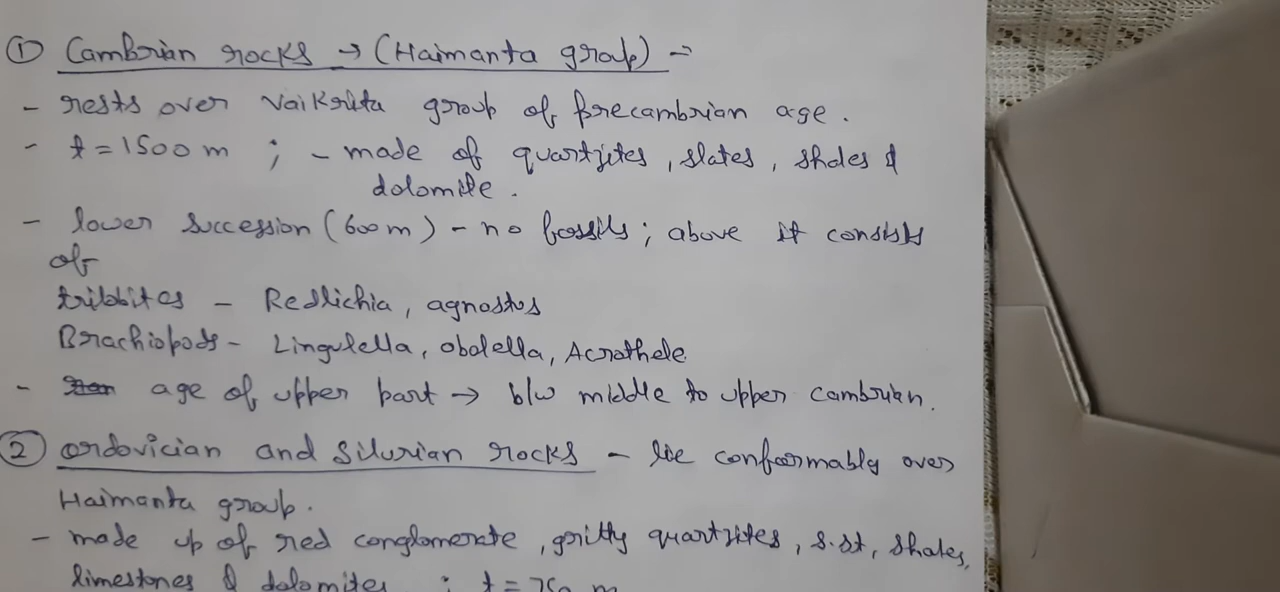 ① Cambrian rocks → (Haimanta group) →
- rests over Vaikrita group of precambrian age.
- t = 1500 m ; - made of quartzites, slates, shales &
dolomite.
- lower succession (600 m) - no fossils ; above it consists
of
trilobites - Redlichia, agnostus
Brachiopods - Lingulella, Obolella, Acrothele
- age of upper part → b/w middle to upper cambrian.
② ordovician and silurian rocks - lie conformably over
Haimanta group.
- made up of red conglomerate, gritty quartzites, s.st, shales,
limestones & dolomites ; t = 750 m